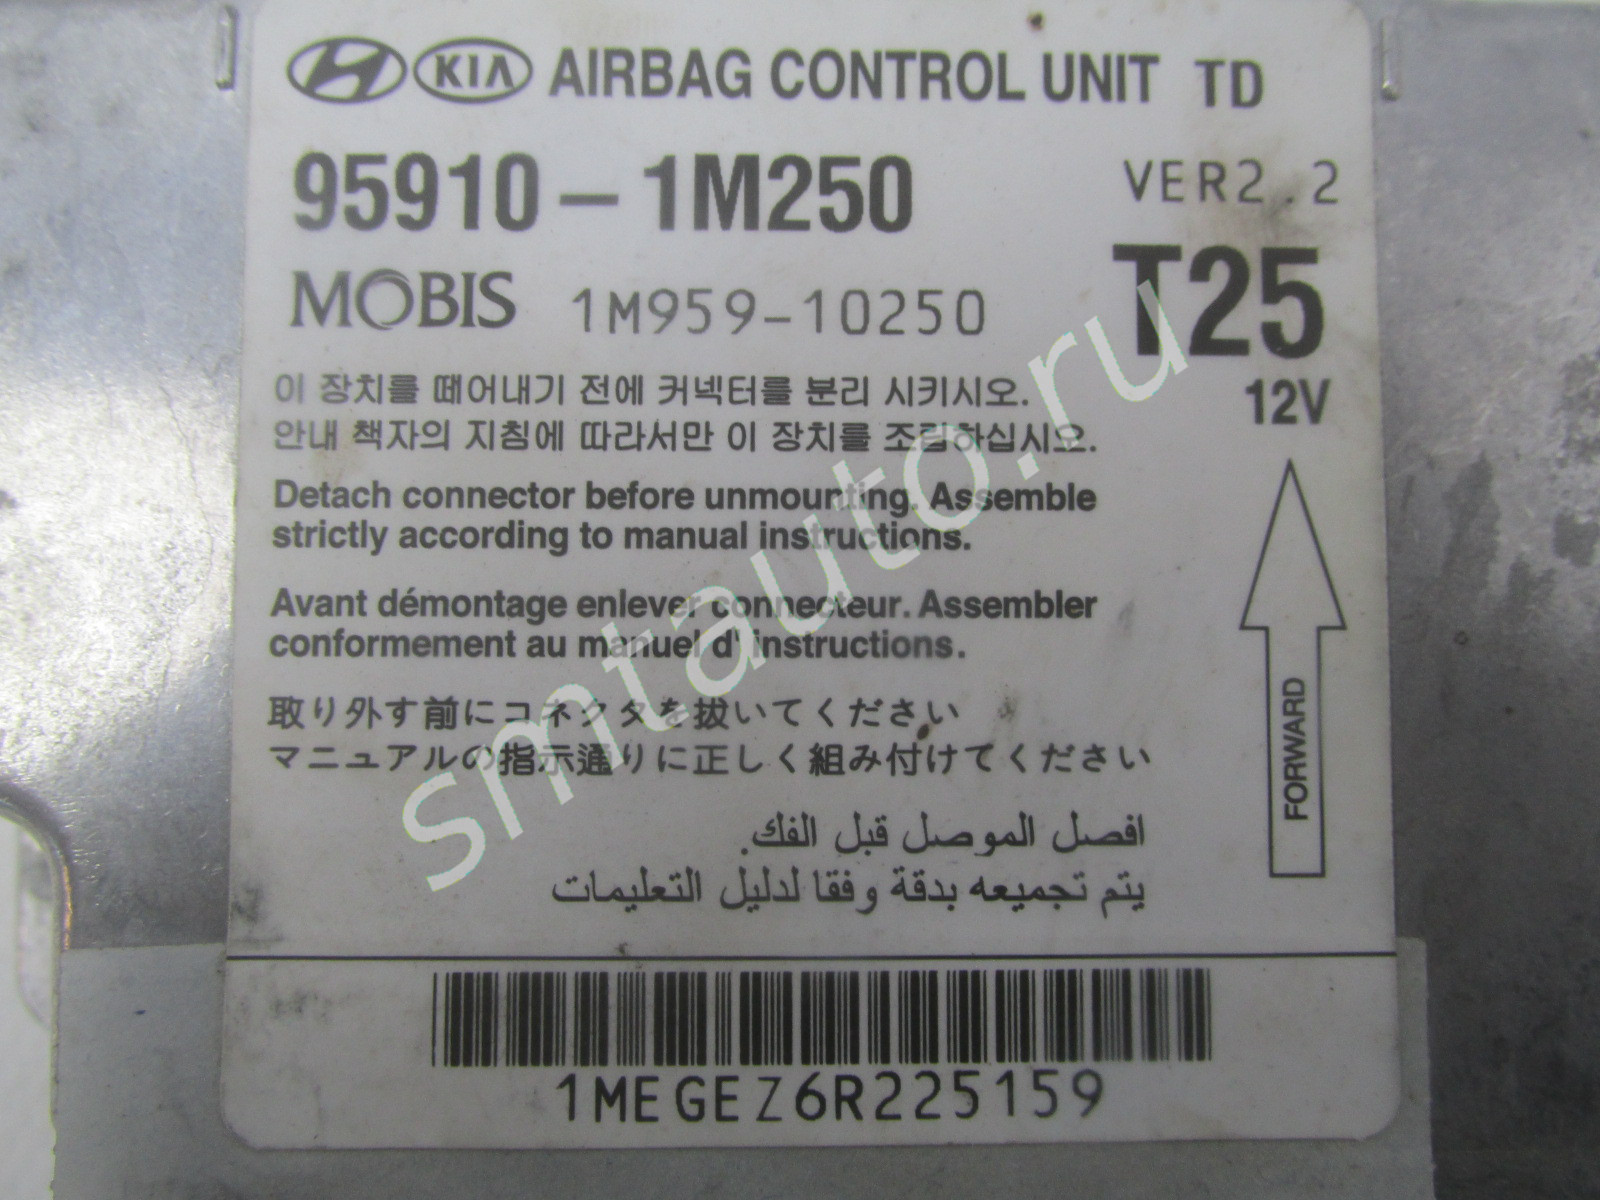 KIA AIRBAG CONTROL UNIT TD
95910-1M250 VER2.2
MOBIS 1M959-10250 T25
이 장치를 떼어내기 전에 커넥터를 분리 시키시오. 12V
안내 책자의 지침에 따라서만 이 장치를 조립하십시오.
Detach connector before unmounting. Assemble
strictly according to manual instructions.
Avant démontage enlever connecteur. Assembler
conformement au manuel d'instructions.
取り外す前にコネクタを抜いてください
マニュアルの指示通りに正しく組み付けてください
FORWARD
افصل الموصل قبل الفك.
يتم تجميعه بدقة وفقا لدليل التعليمات
1MEGEZ6R225159
smtauto.ru